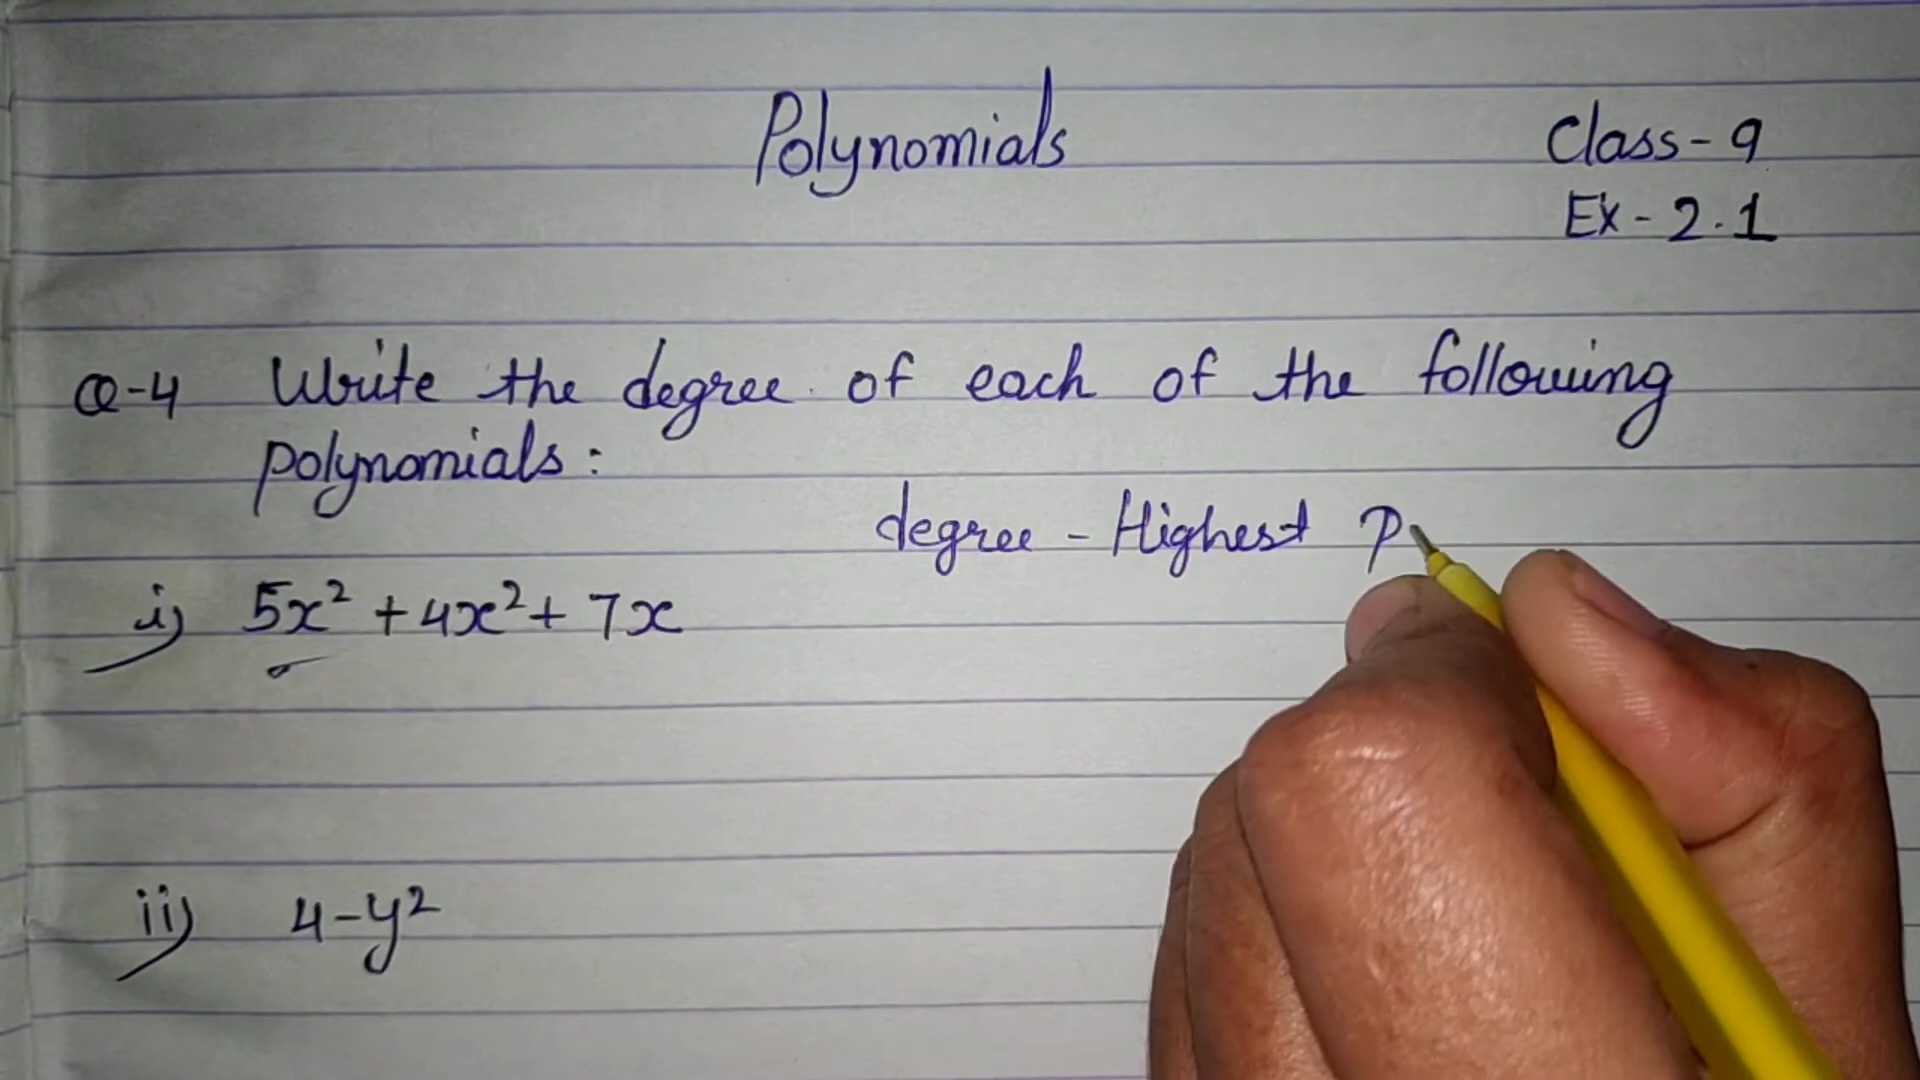 Polynomials
Class - 9
Ex - 2.1
Q-4 Write the degree of each of the following
polynomials:
degree - Highest P
i) 5x² + 4x² + 7x
ii) 4-y²